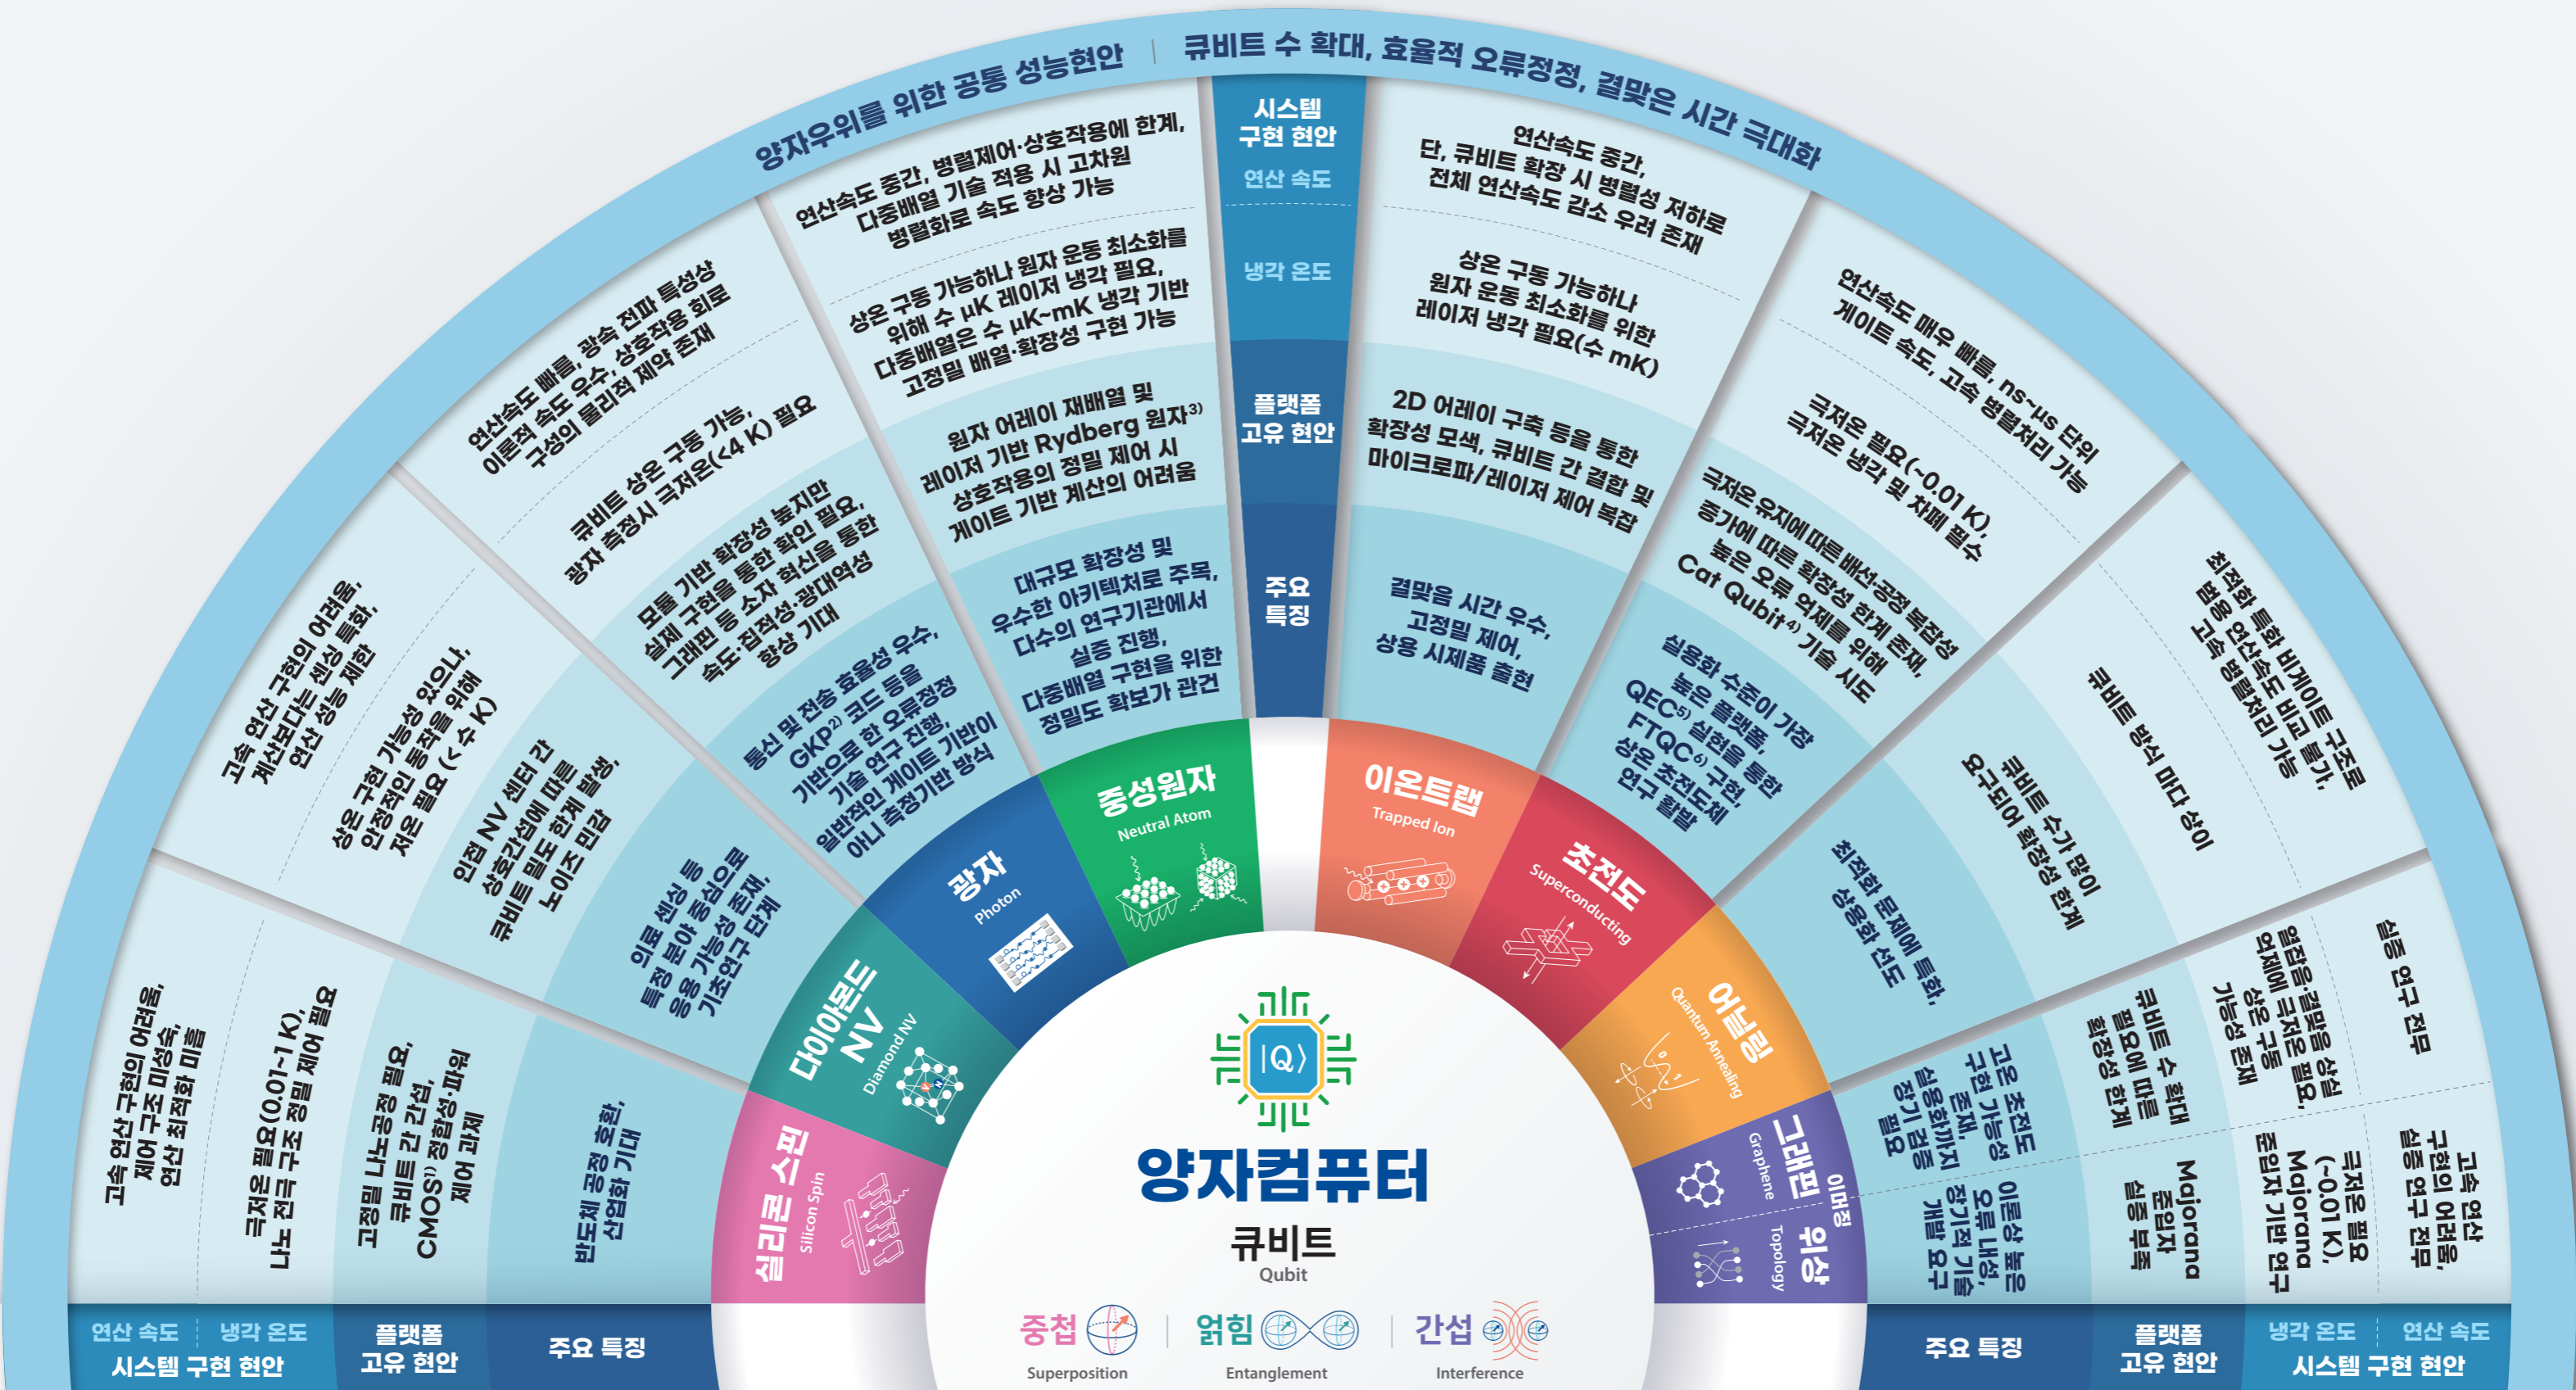 양자우위를 위한 공통 성능현안 | 큐비트 수 확대, 효율적 오류정정, 결맞은 시간 극대화
시스템
구현 현안
연산 속도
냉각 온도
플랫폼
고유 현안
주요
특징
실리콘 스핀
Silicon Spin
고속 연산 구현의 어려움,
제어 구조 미성숙,
연산 최적화 미흡
극저온 필요(0.01~1 K),
나노 전극 구조 정밀 제어 필요
고정밀 나노공정 필요,
큐비트 간 간섭,
CMOS¹⁾ 정합성·파워
제어 과제
반도체 공정 호환,
산업화 기대
다이아몬드
NV
Diamond NV
V
N
고속 연산 구현의 어려움,
계산보다는 센싱 특화,
연산 성능 제한
상온 구현 가능성 있으나,
안정적인 동작을 위해
저온 필요 (< 수 K)
인접 NV 센터 간
상호간섭에 따른
큐비트 밀도 한계 발생,
노이즈 민감
의료 센싱 등
특정 분야 중심으로
응용 가능성 존재,
기초연구 단계
광자
Photon
연산속도 빠름, 광속 전파 특성상
이론적 속도 우수, 상호작용 회로
구성의 물리적 제약 존재
큐비트 상온 구동 가능,
광자 측정시 극저온(<4 K) 필요
모듈 기반 확장성 높지만
실제 구현을 통한 확인 필요,
그래핀 등 소자 혁신을 통한
속도·집적성·광대역성
향상 기대
통신 및 전송 효율성 우수,
GKP²⁾ 코드 등을
기반으로 한 오류정정
기술 연구 진행,
일반적인 게이트 기반이
아니 측정기반 방식
중성원자
Neutral Atom
연산속도 중간, 병렬제어·상호작용에 한계,
다중배열 기술 적용 시 고차원
병렬화로 속도 향상 가능
상온 구동 가능하나 원자 운동 최소화를
위해 수 μK 레이저 냉각 필요,
다중배열은 수 μK~mK 냉각 기반
고정밀 배열·확장성 구현 가능
원자 어레이 재배열 및
레이저 기반 Rydberg 원자³⁾
상호작용의 정밀 제어 시
게이트 기반 계산의 어려움
대규모 확장성 및
우수한 아키텍처로 주목,
다수의 연구기관에서
실증 진행,
다중배열 구현을 위한
정밀도 확보가 관건
이온트랩
Trapped Ion
연산속도 중간,
단, 큐비트 확장 시 병렬성 저하로
전체 연산속도 감소 우려 존재
상온 구동 가능하나
원자 운동 최소화를 위한
레이저 냉각 필요(수 mK)
2D 어레이 구축 등을 통한
확장성 모색, 큐비트 간 결합 및
마이크로파/레이저 제어 복잡
결맞음 시간 우수,
고정밀 제어,
상용 시제품 출현
초전도
Superconducting
연산속도 매우 빠름, ns~μs 단위
게이트 속도, 고속 병렬처리 가능
극저온 필요(~0.01 K),
극저온 냉각 및 차폐 필수
극저온 유지에 따른 배선·공정 복잡성
증가에 따른 확장성 한계 존재,
높은 오류 억제를 위해
Cat Qubit⁴⁾ 기술 시도
실용화 수준이 가장
높은 플랫폼,
QEC⁵⁾ 실현을 통한
FTQC⁶⁾ 구현,
상온 초전도체
연구 활발
어닐링
Quantum Annealing
0
1
최적화 특화 비게이트 구조로
범용 연산속도 비교 불가,
고속 병렬처리 가능
큐비트 방식 마다 상이
큐비트 수가 많이
요구되어 확장성 한계
최적화 문제에 특화,
상용화 선도
이머징
그래핀
Graphene
실증 연구 전무
열잡음·결맞음 상실
억제에 극저온 필요,
상온 구동
가능성 존재
큐비트 수 확대
필요에 따른
확장성 한계
고온 초전도
구현 가능성
존재,
실용화까지
장기 검증
필요
위상
Topology
고속 연산
구현의 어려움,
실증 연구 전무
극저온 필요
(~0.01 K),
Majorana
준입자 기반 연구
Majorana
준입자
실증 부족
이론상 높은
오류 내성,
장기적 기술
개발 요구
|Q⟩
양자컴퓨터
큐비트
Qubit
중첩
Superposition
얽힘
Entanglement
간섭
Interference
연산 속도
냉각 온도
시스템 구현 현안
플랫폼
고유 현안
주요 특징
주요 특징
플랫폼
고유 현안
냉각 온도
연산 속도
시스템 구현 현안